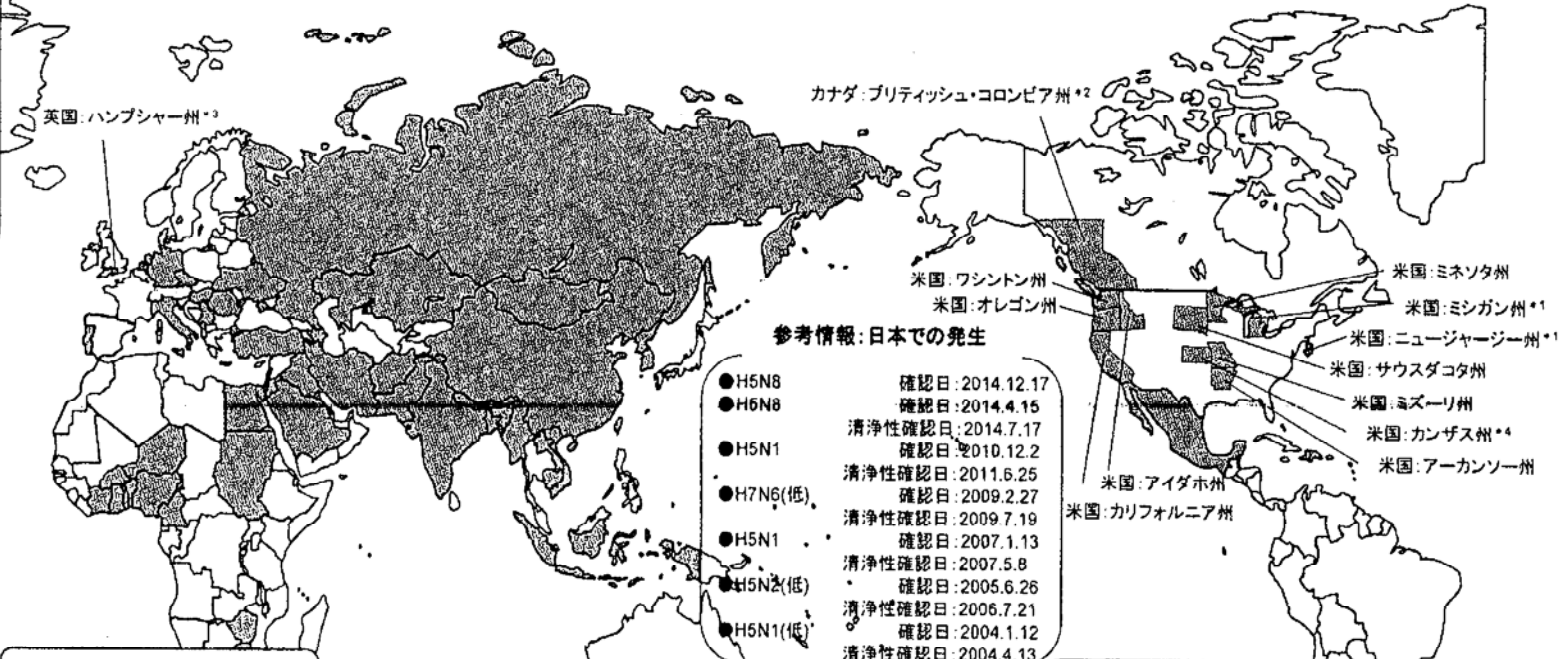 英国:ハンプシャー州*3
カナダ:ブリティッシュ・コロンビア州*2
米国:ワシントン州
米国:オレゴン州
米国:ミネソタ州
米国:ミシガン州*1
米国:ニュージャージー州*1
米国:サウスダコタ州
米国:ミズーリ州
米国:カンザス州*4
米国:アーカンソー州
米国:アイダホ州
米国:カリフォルニア州
参考情報:日本での発生
●H5N8 確認日:2014.12.17
●H5N8 確認日:2014.4.15
清浄性確認日:2014.7.17
●H5N1 確認日:2010.12.2
清浄性確認日:2011.6.25
●H7N6(低) 確認日:2009.2.27
清浄性確認日:2009.7.19
●H5N1 確認日:2007.1.13
清浄性確認日:2007.5.8
●H5N2(低) 確認日:2005.6.26
清浄性確認日:2006.7.21
●H5N1(低) 確認日:2004.1.12
清浄性確認日:2004.4.13